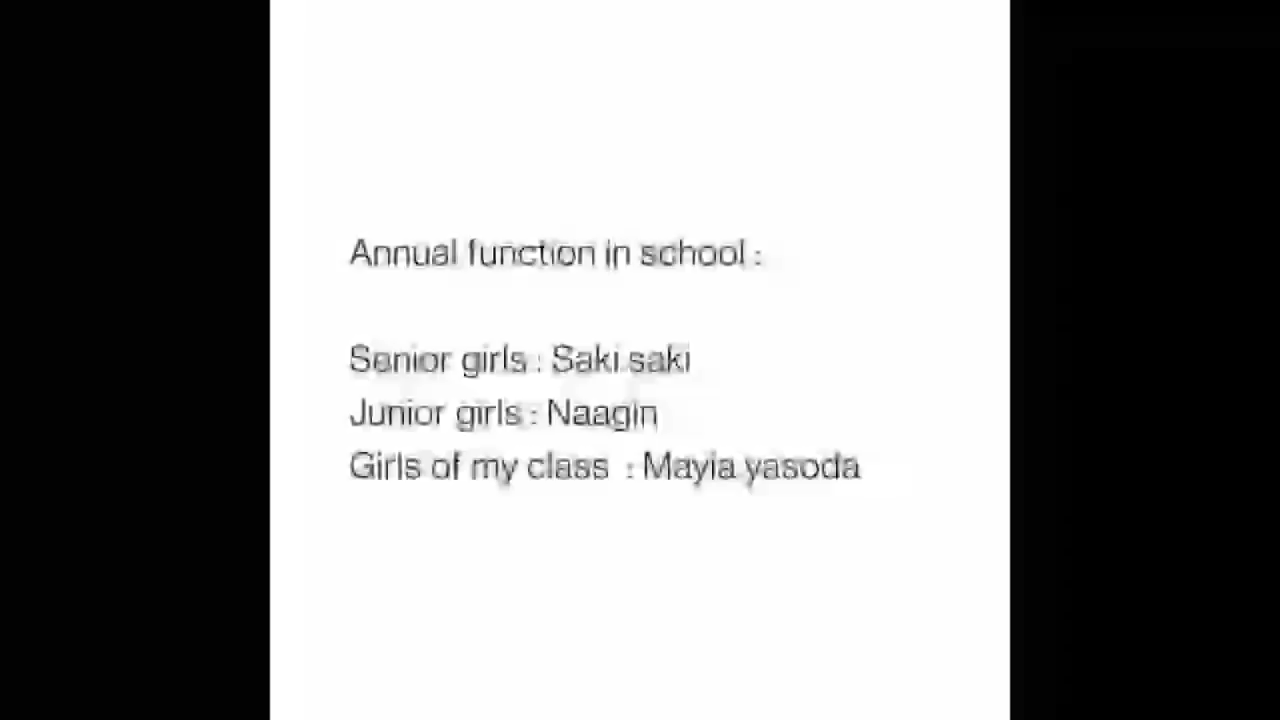 Annual function in school :
Senior girls : Saki saki
Junior girls : Naagin
Girls of my class : Mayia yasoda